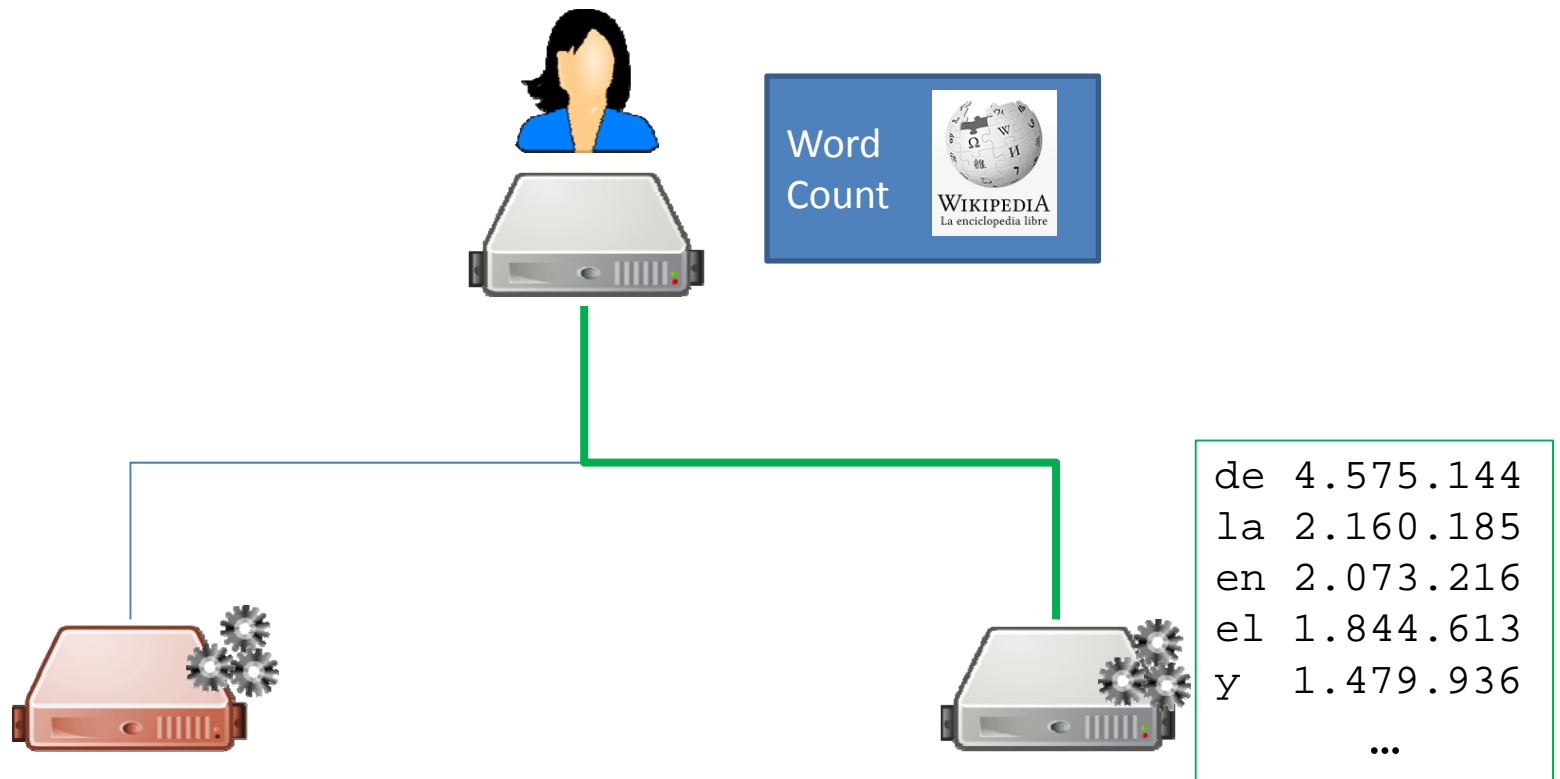 Word
Count
WIKIPEDIA
La enciclopedia libre
de 4.575.144
la 2.160.185
en 2.073.216
el 1.844.613
y 1.479.936
…